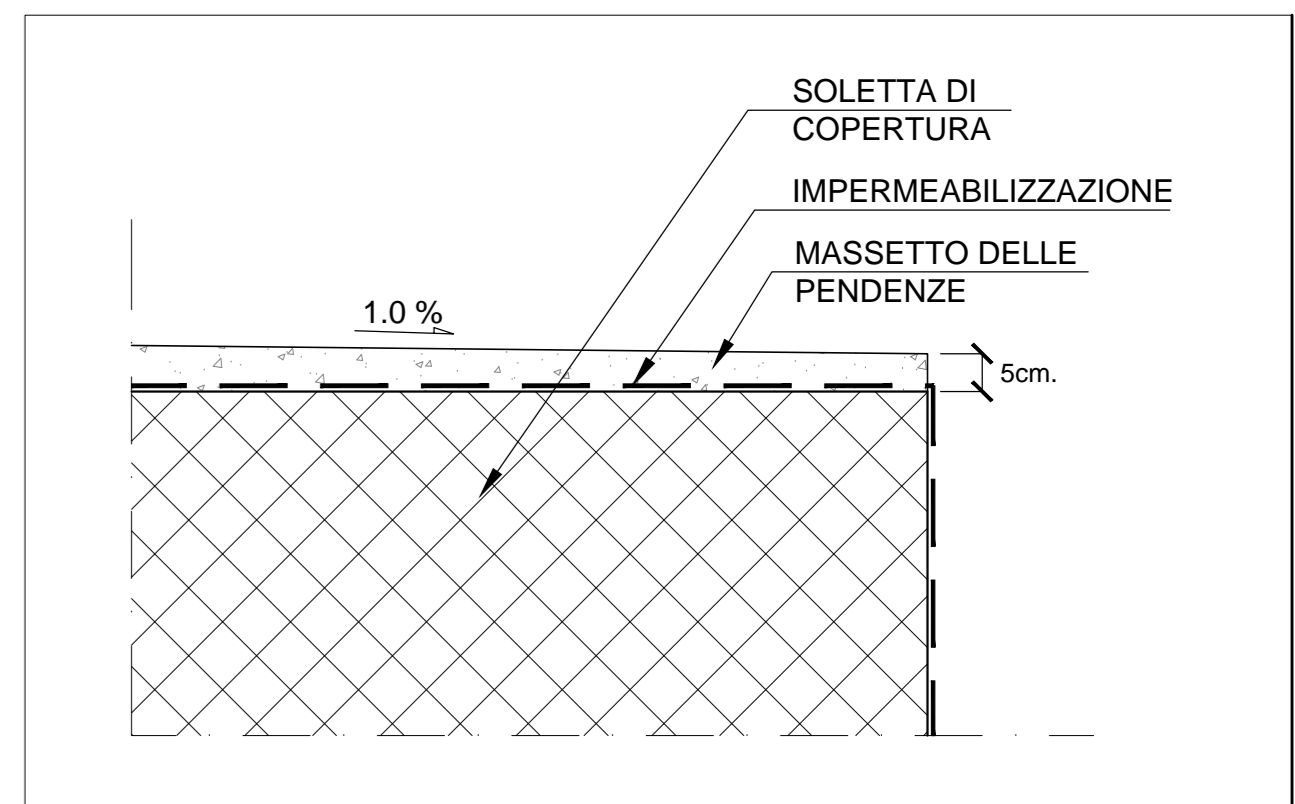 SOLETTA DI
COPERTURA
IMPERMEABILIZZAZIONE
MASSETTO DELLE
PENDENZE
1.0 %
5cm.